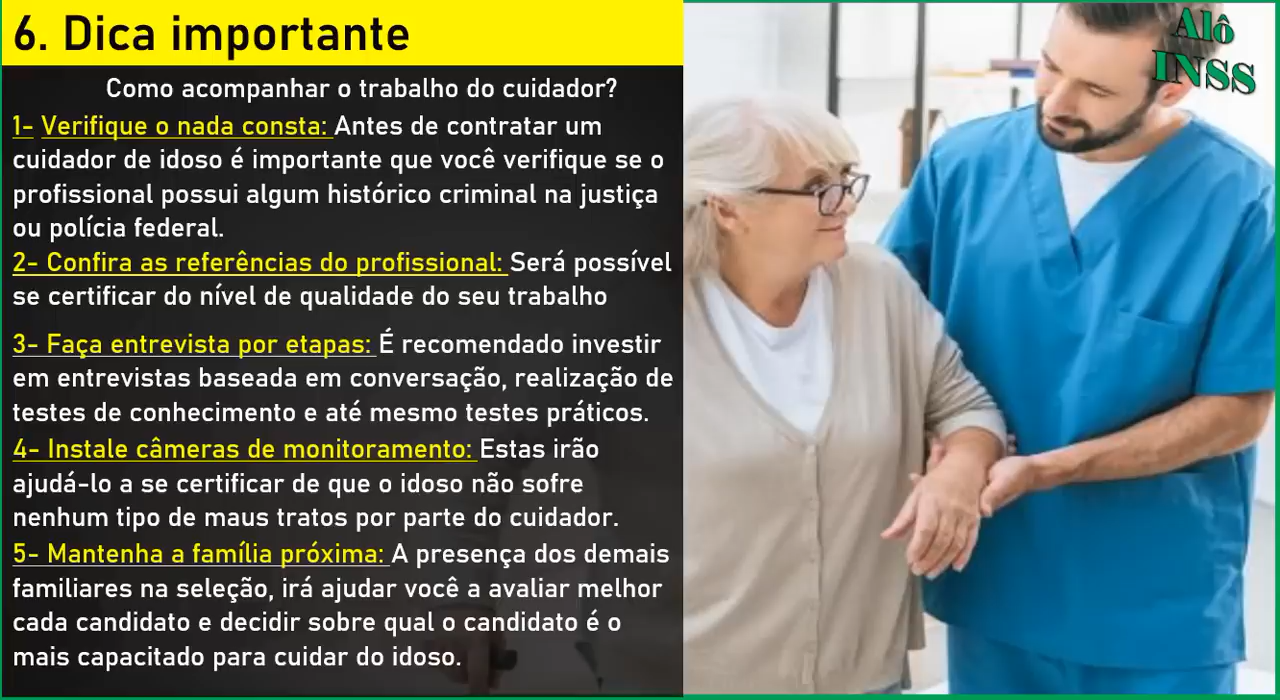 6. Dica importante
Alô
INSS
Como acompanhar o trabalho do cuidador?
1- Verifique o nada consta: Antes de contratar um
cuidador de idoso é importante que você verifique se o
profissional possui algum histórico criminal na justiça
ou polícia federal.
2- Confira as referências do profissional: Será possível
se certificar do nível de qualidade do seu trabalho
3- Faça entrevista por etapas: É recomendado investir
em entrevistas baseada em conversação, realização de
testes de conhecimento e até mesmo testes práticos.
4- Instale câmeras de monitoramento: Estas irão
ajudá-lo a se certificar de que o idoso não sofre
nenhum tipo de maus tratos por parte do cuidador.
5- Mantenha a família próxima: A presença dos demais
familiares na seleção, irá ajudar você a avaliar melhor
cada candidato e decidir sobre qual o candidato é o
mais capacitado para cuidar do idoso.